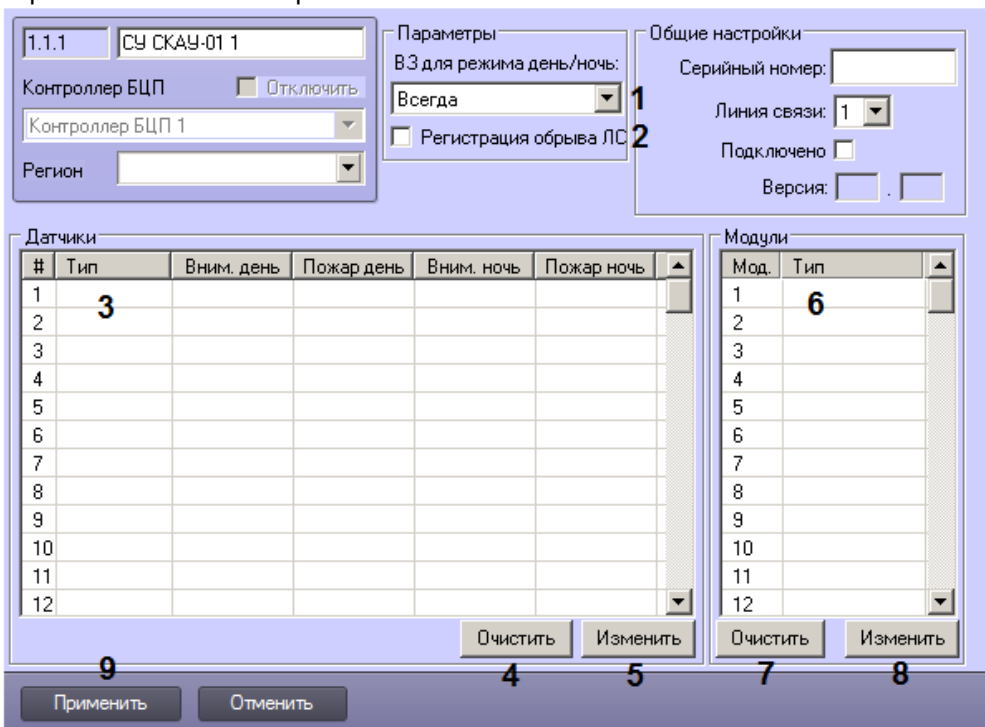 1.1.1 СУ СКАУ-01 1
Контроллер БЦП Отключить
Контроллер БЦП 1
Регион
Параметры
ВЗ для режима день/ночь:
Всегда 1
Регистрация обрыва ЛС 2
Общие настройки
Серийный номер:
Линия связи: 1
Подключено
Версия: .
Датчики
# Тип Вним. день Пожар день Вним. ночь Пожар ночь
1
3
2
3
4
5
6
7
8
9
10
11
12
Очистить Изменить
4 5
Модули
Мод. Тип
1
6
2
3
4
5
6
7
8
9
10
11
12
Очистить Изменить
7 8
9
Применить Отменить